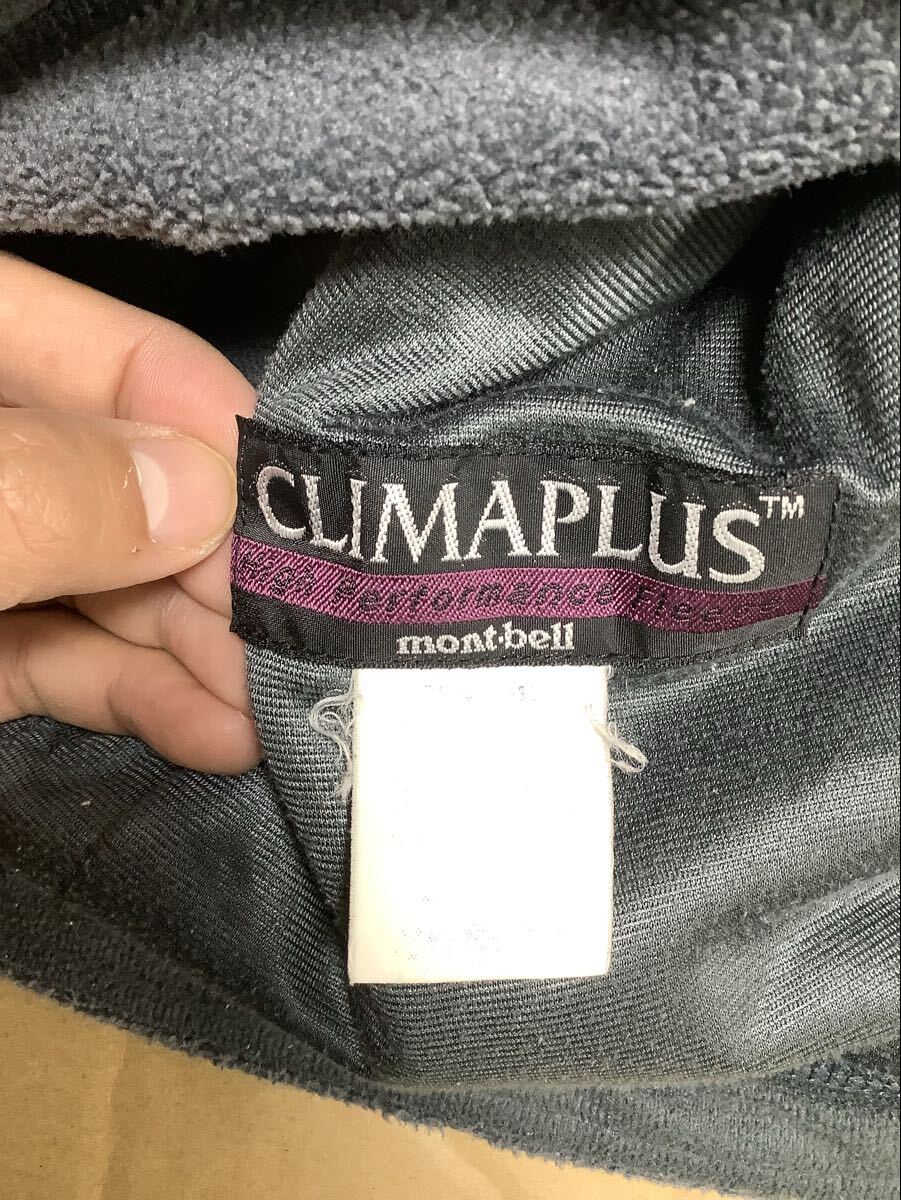 CLIMAPLUS™
High Performance Fleece
mont·bell